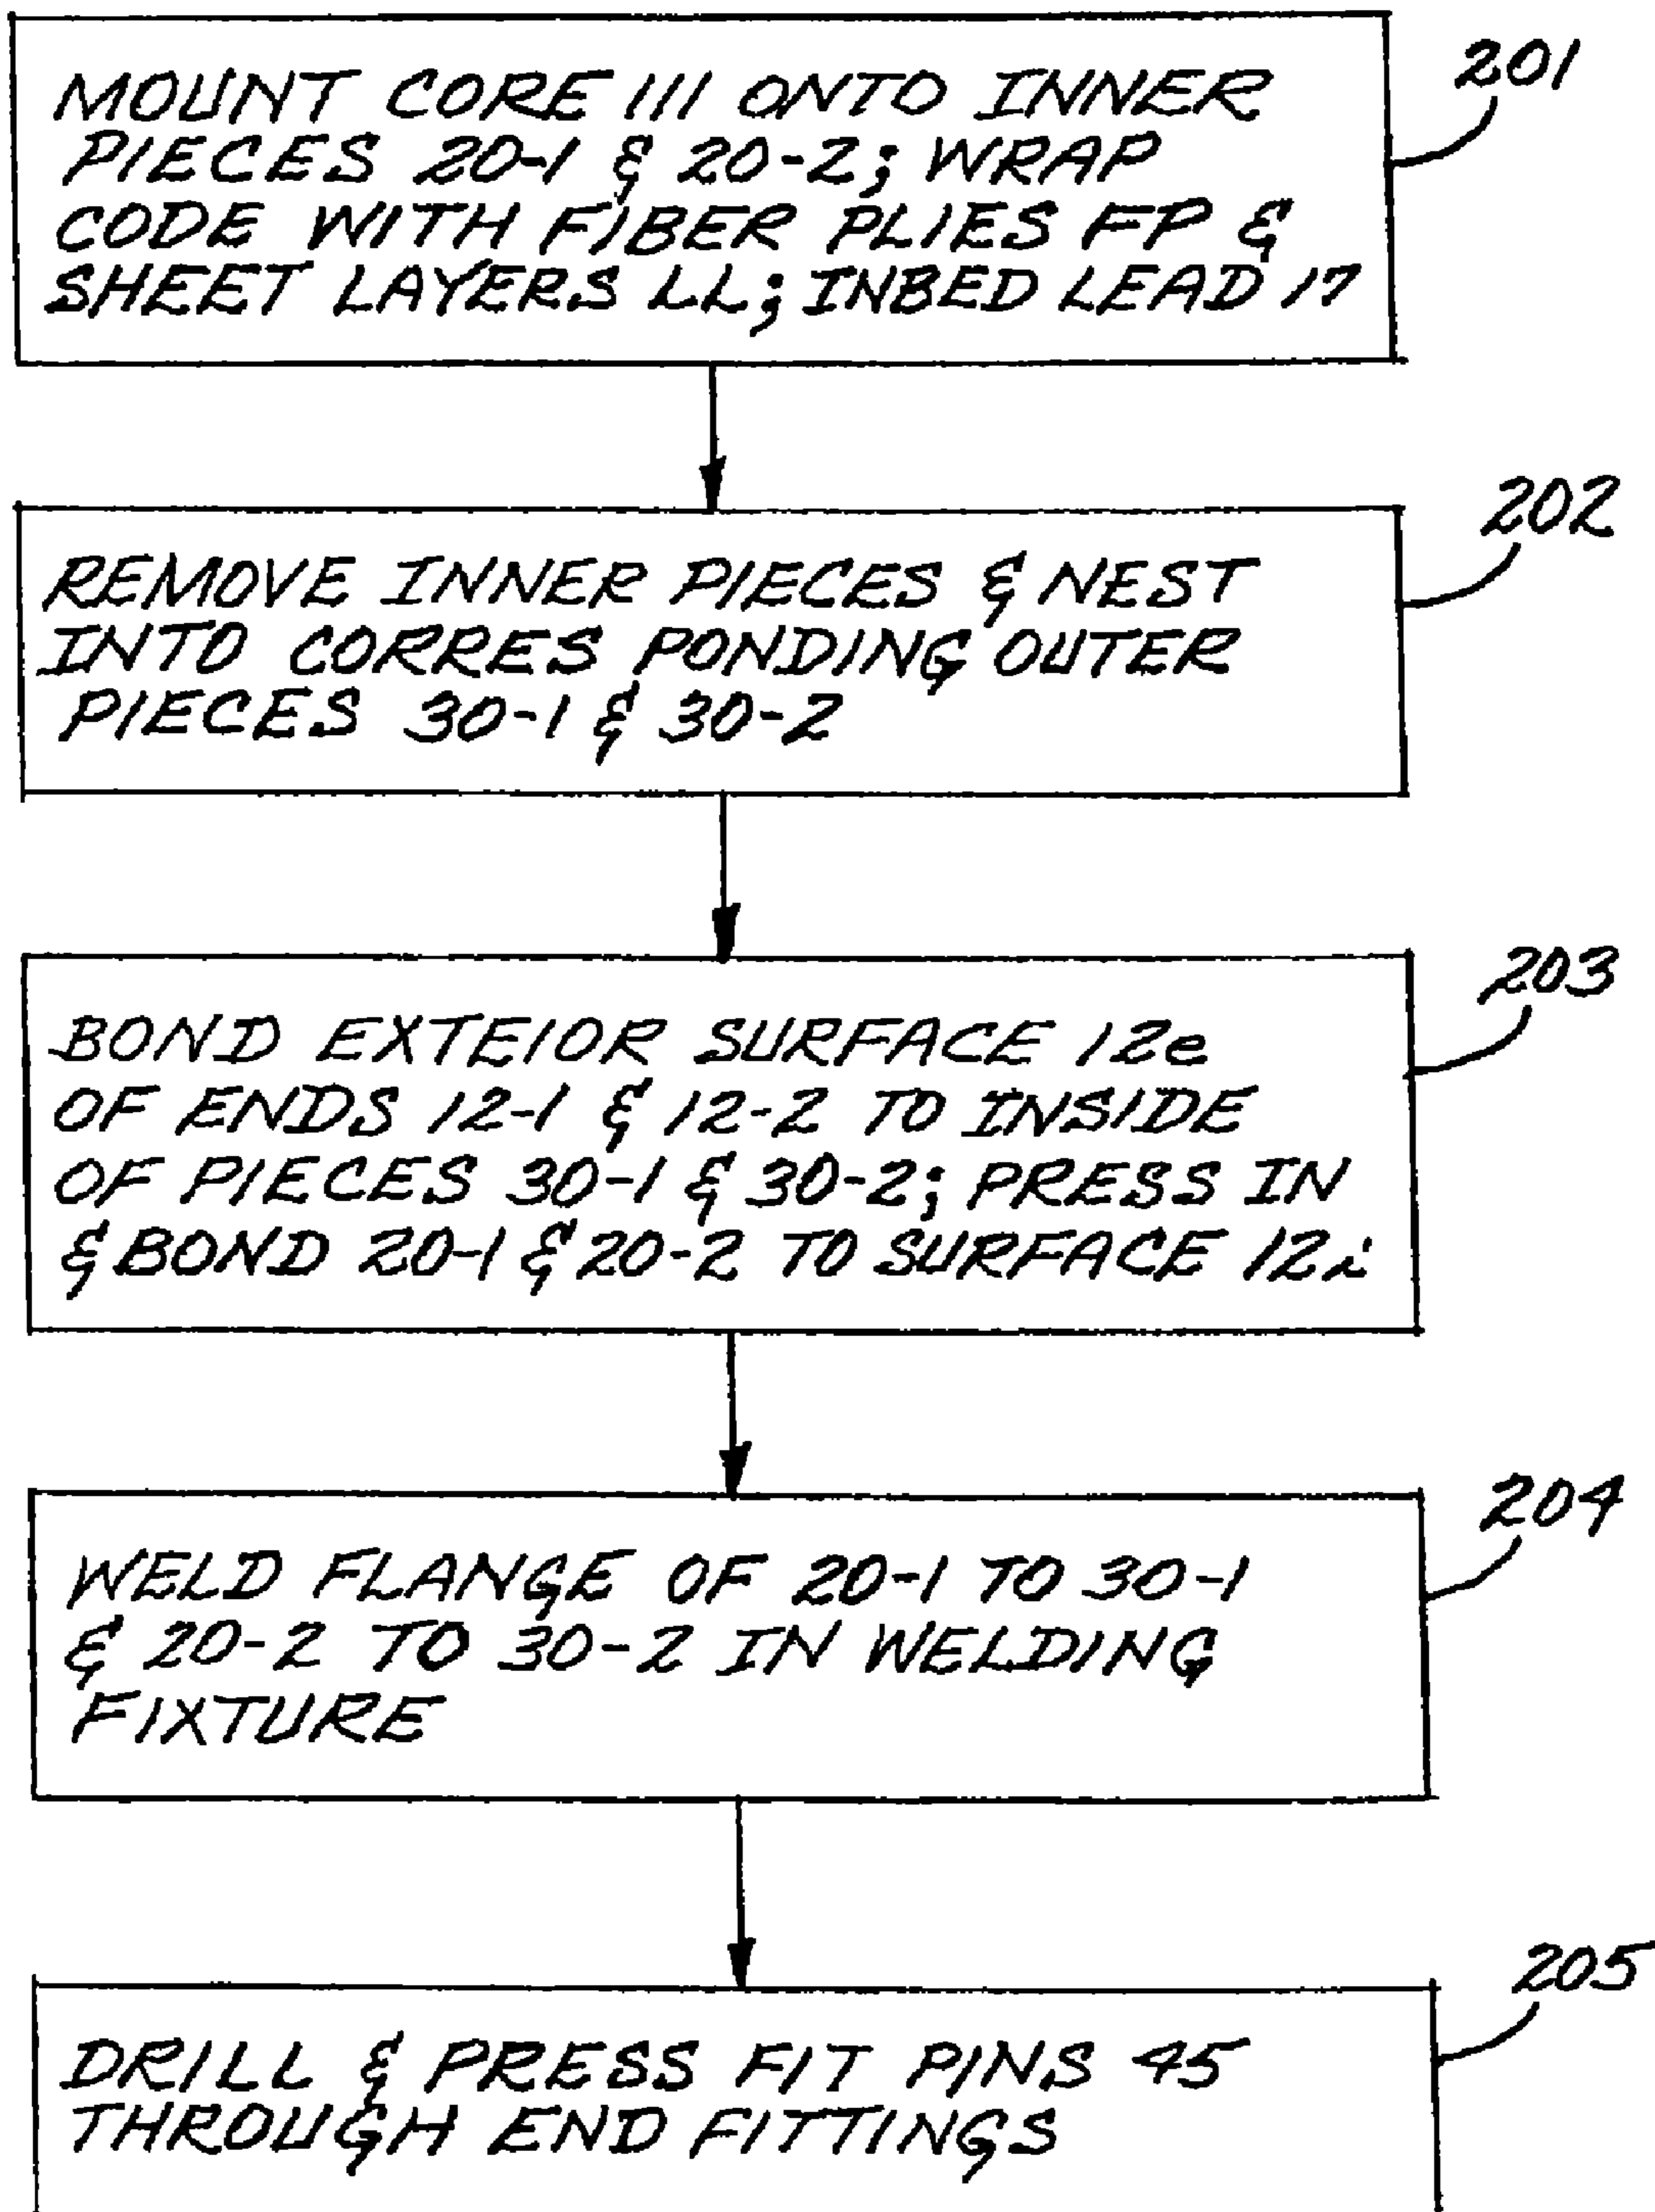 MOUNT CORE 111 ONTO INNER
PIECES 20-1 & 20-2; WRAP
CODE WITH FIBER PLIES FP &
SHEET LAYERS LL; INBED LEAD 17
201
REMOVE INNER PIECES & NEST
INTO CORRES PONDING OUTER
PIECES 30-1 & 30-2
202
BOND EXTEIOR SURFACE 12e
OF ENDS 12-1 & 12-2 TO INSIDE
OF PIECES 30-1 & 30-2; PRESS IN
& BOND 20-1 & 20-2 TO SURFACE 12i
203
WELD FLANGE OF 20-1 TO 30-1
& 20-2 TO 30-2 IN WELDING
FIXTURE
204
DRILL & PRESS FIT PINS 45
THROUGH END FITTINGS
205